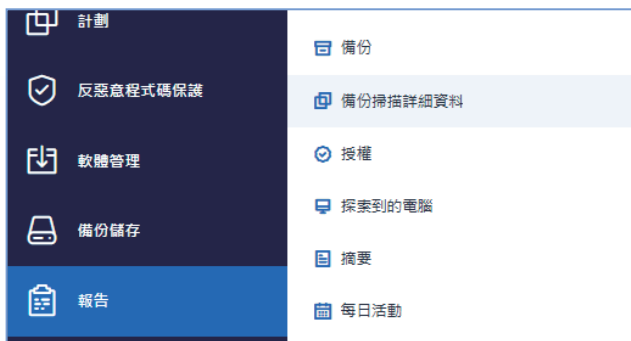 計劃
反惡意程式碼保護
軟體管理
備份儲存
報告
備份
備份掃描詳細資料
授權
探索到的電腦
摘要
每日活動